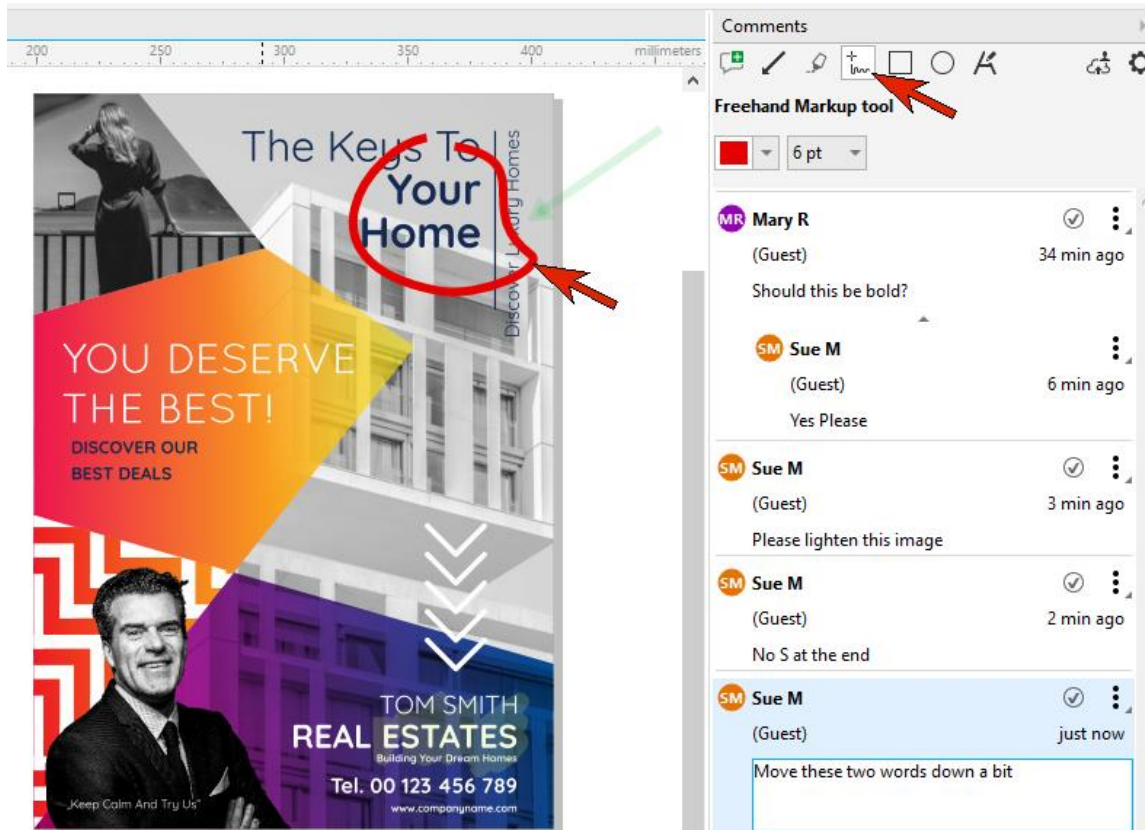 Comments
200 250 300 350 400 millimeters
Freehand Markup tool
6 pt
The Keys To
Your
Home
Discover Luxury Homes
YOU DESERVE
THE BEST!
DISCOVER OUR
BEST DEALS
TOM SMITH
REAL ESTATES
Building Your Dream Homes
Tel. 00 123 456 789
www.companyname.com
„Keep Calm And Try Us"
MR Mary R
(Guest) 34 min ago
Should this be bold?
SM Sue M
(Guest) 6 min ago
Yes Please
SM Sue M
(Guest) 3 min ago
Please lighten this image
SM Sue M
(Guest) 2 min ago
No S at the end
SM Sue M
(Guest) just now
Move these two words down a bit